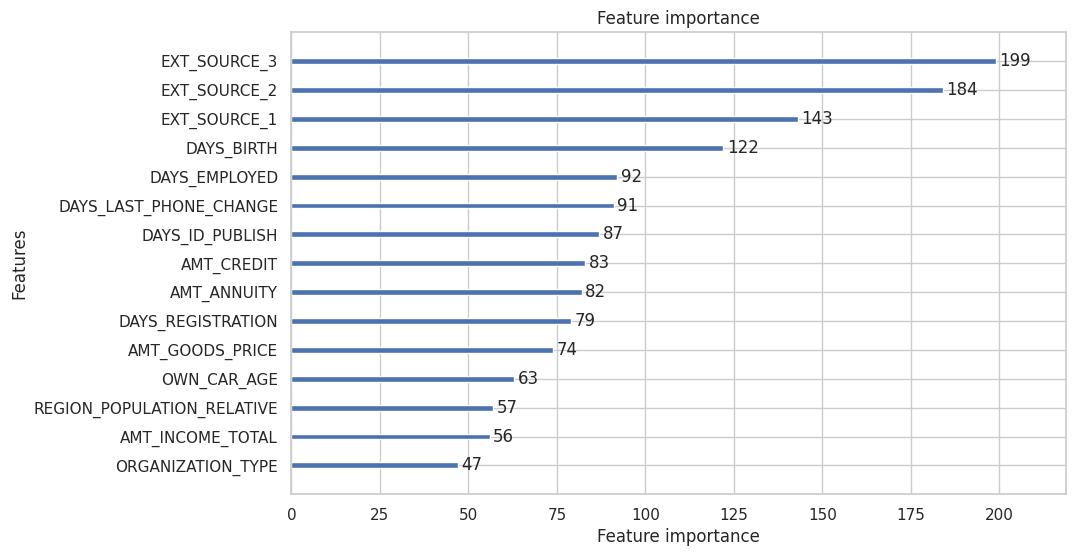 Feature importance
EXT_SOURCE_3 199
EXT_SOURCE_2 184
EXT_SOURCE_1 143
DAYS_BIRTH 122
DAYS_EMPLOYED 92
DAYS_LAST_PHONE_CHANGE 91
DAYS_ID_PUBLISH 87
AMT_CREDIT 83
AMT_ANNUITY 82
DAYS_REGISTRATION 79
AMT_GOODS_PRICE 74
OWN_CAR_AGE 63
REGION_POPULATION_RELATIVE 57
AMT_INCOME_TOTAL 56
ORGANIZATION_TYPE 47
Features
0 25 50 75 100 125 150 175 200
Feature importance